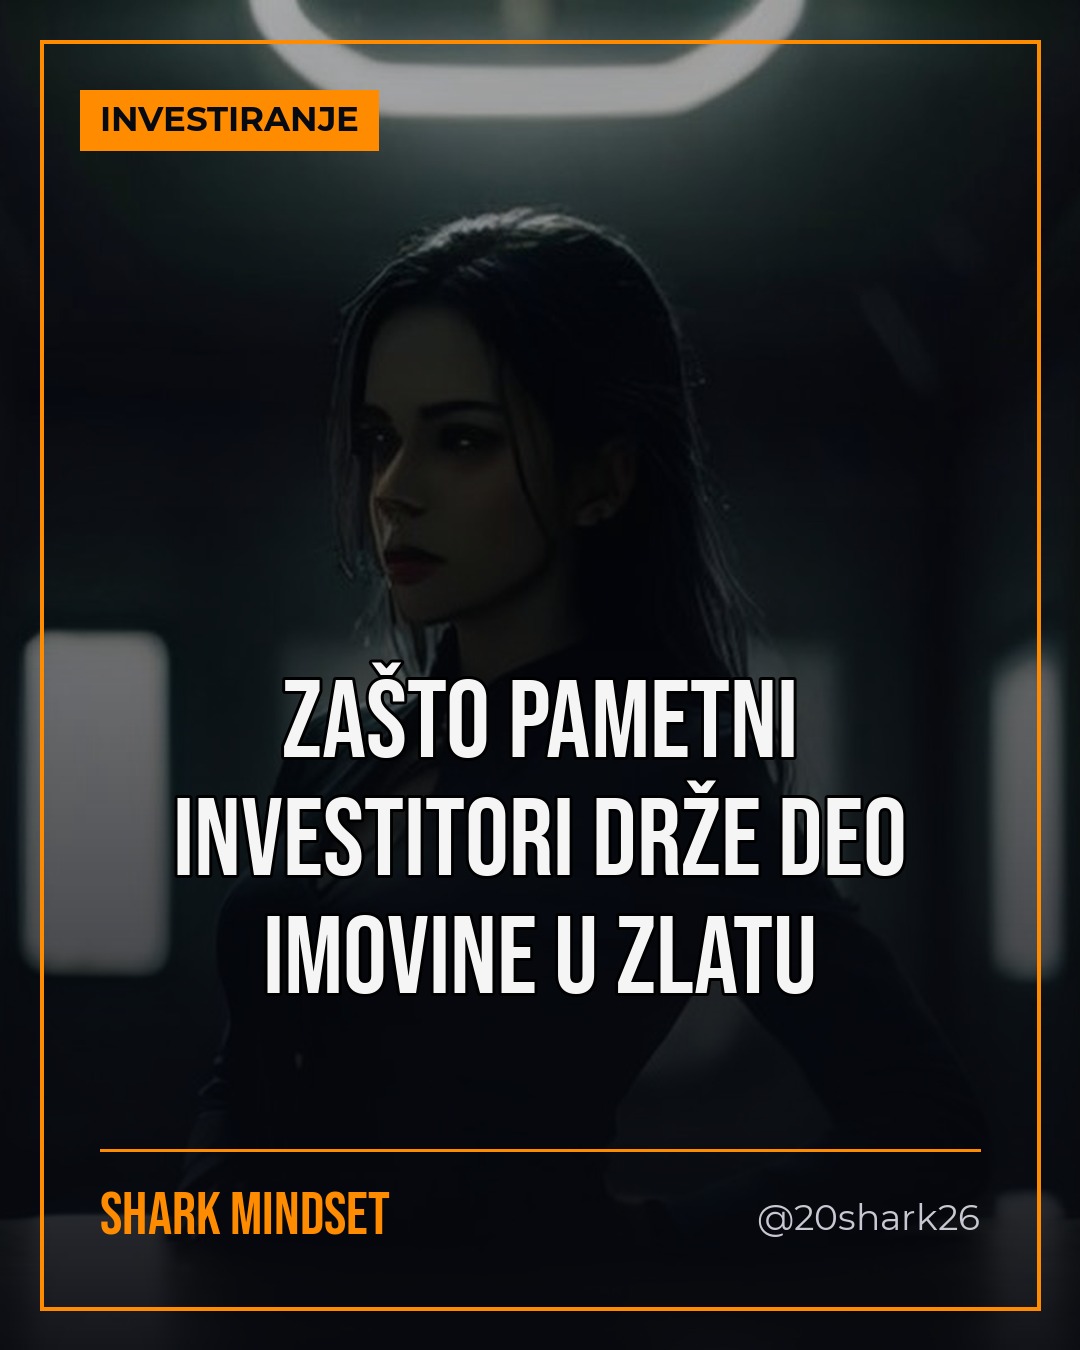 INVESTIRANJE
ZAŠTO PAMETNI
INVESTITORI DRŽE DEO
IMOVINE U ZLATU
SHARK MINDSET
@20shark26